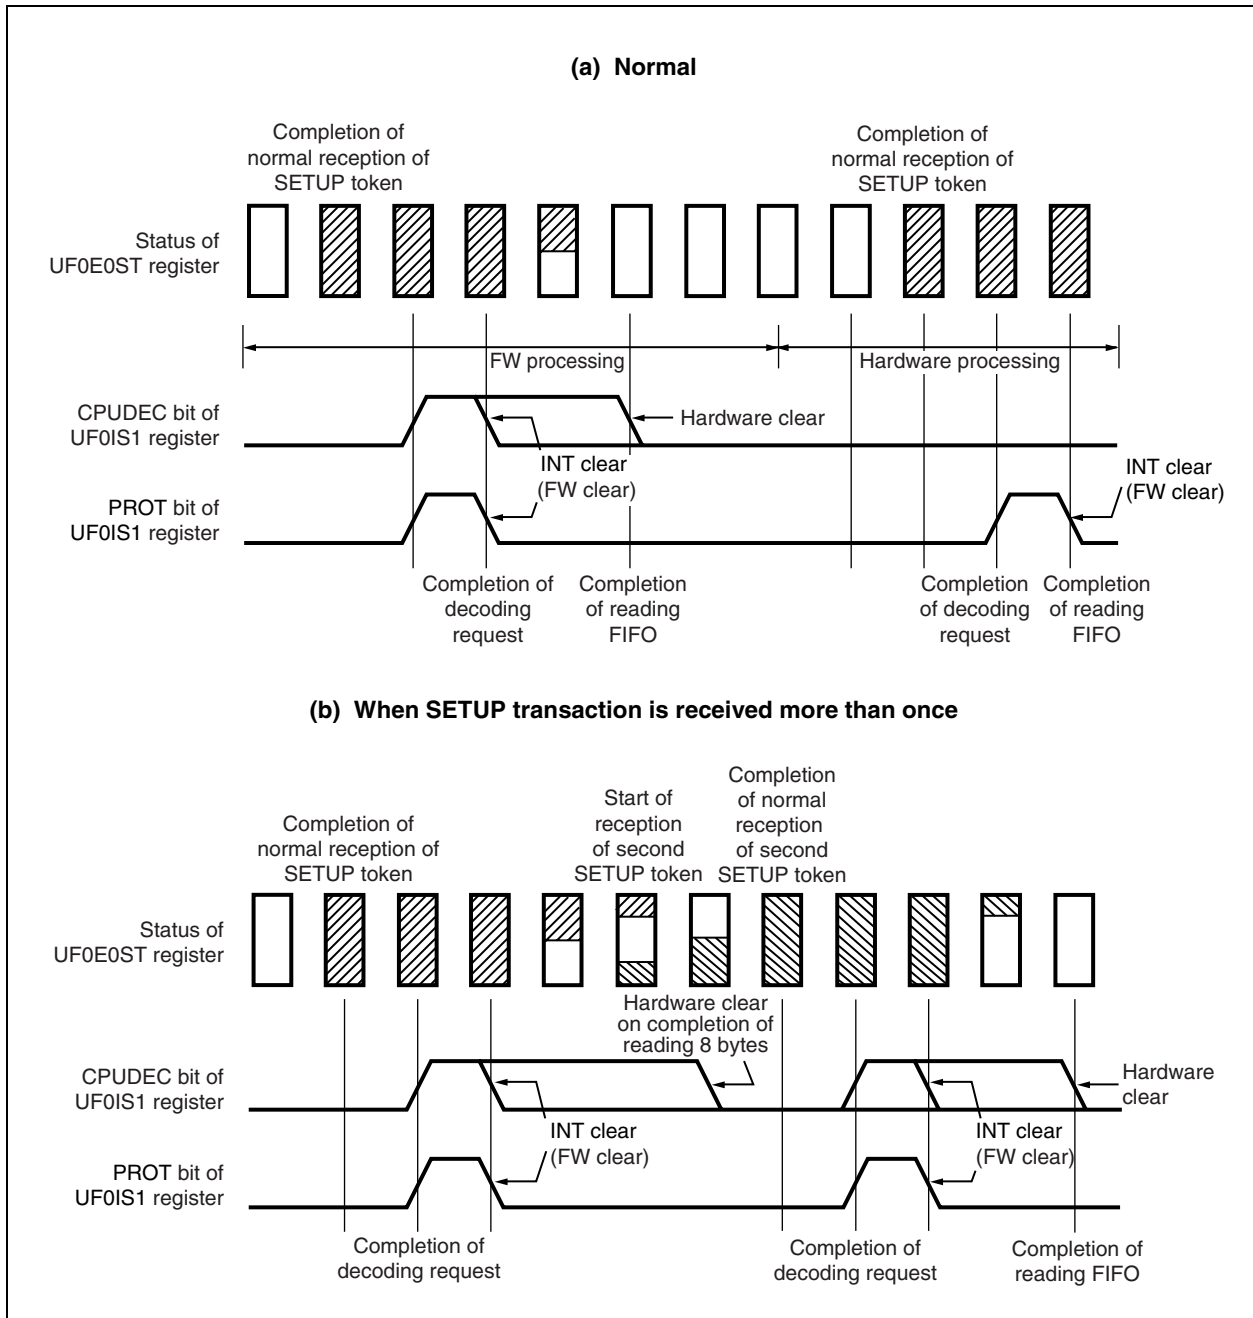 (a) Normal
Completion of
normal reception of
SETUP token
Completion of
normal reception of
SETUP token
Status of
UF0E0ST register
FW processing
Hardware processing
CPUDEC bit of
UF0IS1 register
Hardware clear
INT clear
(FW clear)
INT clear
(FW clear)
PROT bit of
UF0IS1 register
Completion of
decoding
request
Completion
of reading
FIFO
Completion
of decoding
request
Completion
of reading
FIFO
(b) When SETUP transaction is received more than once
Completion of
normal reception of
SETUP token
Start of
reception
of second
SETUP token
Completion
of normal
reception
of second
SETUP token
Status of
UF0E0ST register
Hardware clear
on completion of
reading 8 bytes
CPUDEC bit of
UF0IS1 register
Hardware
clear
INT clear
(FW clear)
INT clear
(FW clear)
PROT bit of
UF0IS1 register
Completion of
decoding request
Completion of
decoding request
Completion of
reading FIFO